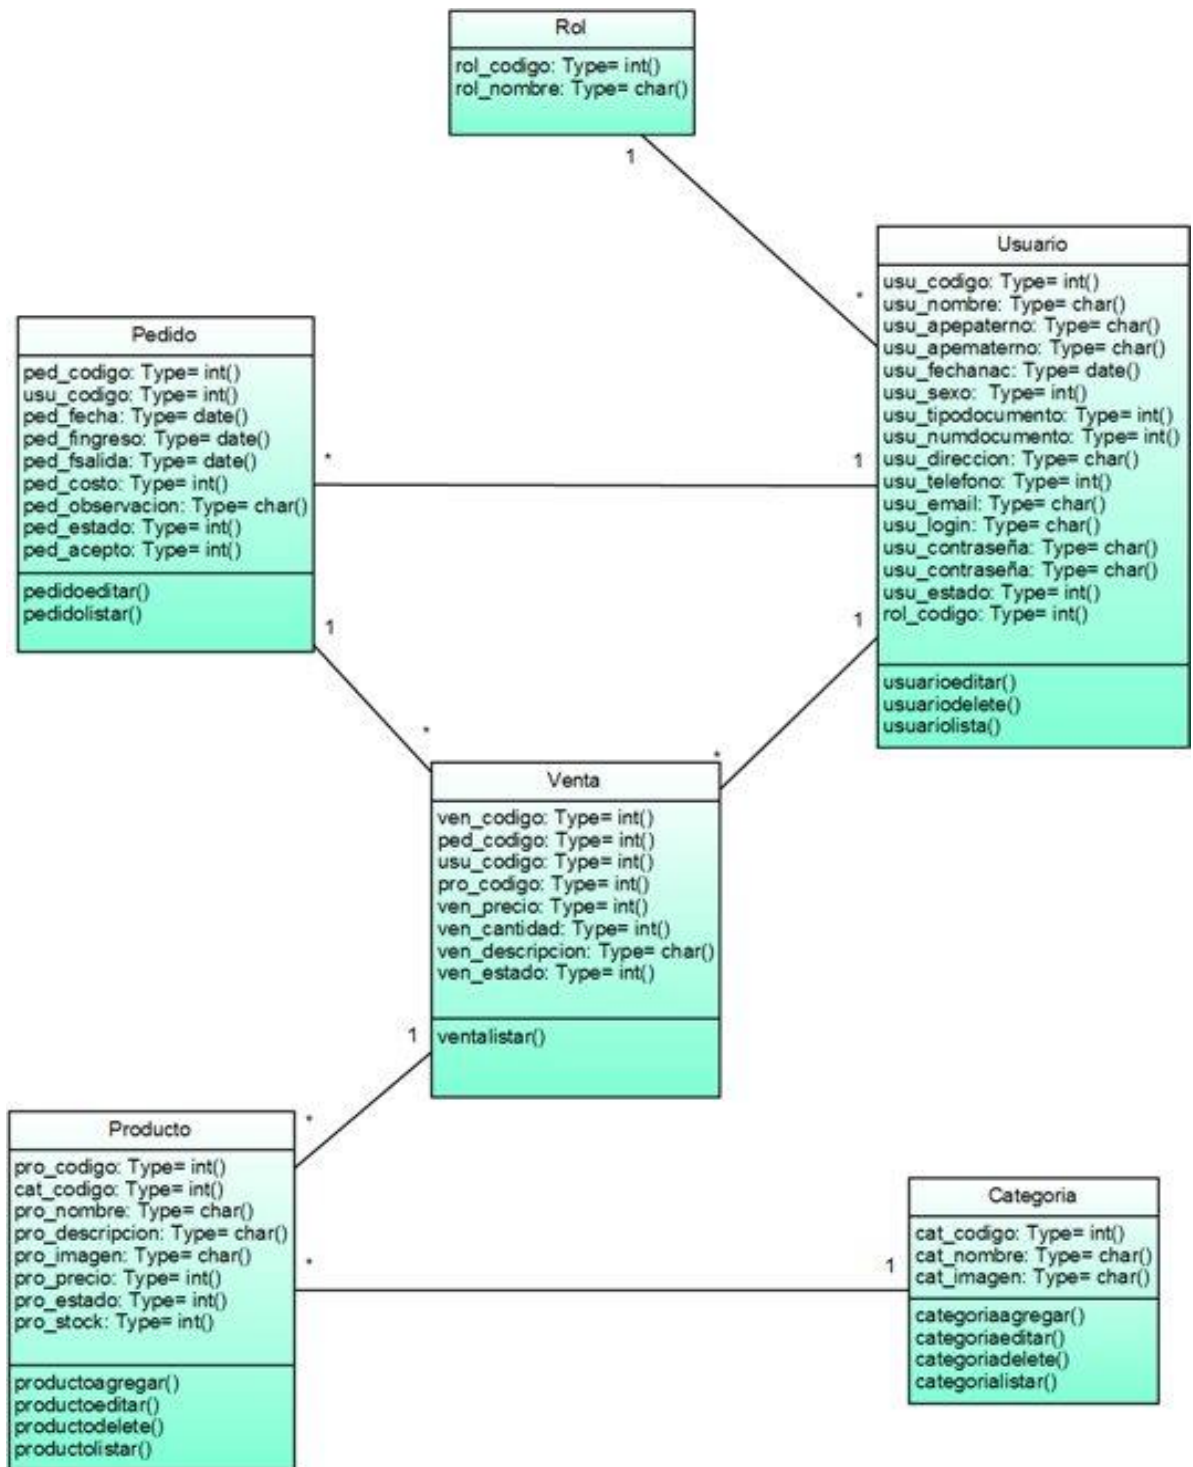 Rol
rol_codigo: Type= int()
rol_nombre: Type= char()
1
*
Usuario
usu_codigo: Type= int()
usu_nombre: Type= char()
usu_apepaterno: Type= char()
usu_apematerno: Type= char()
usu_fechanac: Type= date()
usu_sexo: Type= int()
usu_tipodocumento: Type= int()
usu_numdocumento: Type= int()
usu_direccion: Type= char()
usu_telefono: Type= int()
usu_email: Type= char()
usu_login: Type= char()
usu_contraseña: Type= char()
usu_contraseña: Type= char()
usu_estado: Type= int()
rol_codigo: Type= int()
usuarioeditar()
usuariodelete()
usuariolista()
Pedido
ped_codigo: Type= int()
usu_codigo: Type= int()
ped_fecha: Type= date()
ped_fingreso: Type= date()
ped_fsalida: Type= date()
ped_costo: Type= int()
ped_observacion: Type= char()
ped_estado: Type= int()
ped_acepto: Type= int()
pedidoeditar()
pedidolistar()
*
1
1
*
1
*
Venta
ven_codigo: Type= int()
ped_codigo: Type= int()
usu_codigo: Type= int()
pro_codigo: Type= int()
ven_precio: Type= int()
ven_cantidad: Type= int()
ven_descripcion: Type= char()
ven_estado: Type= int()
ventalistar()
1
*
Producto
pro_codigo: Type= int()
cat_codigo: Type= int()
pro_nombre: Type= char()
pro_descripcion: Type= char()
pro_imagen: Type= char()
pro_precio: Type= int()
pro_estado: Type= int()
pro_stock: Type= int()
productoagregar()
productoeditar()
productodelete()
productolistar()
*
1
Categoria
cat_codigo: Type= int()
cat_nombre: Type= char()
cat_imagen: Type= char()
categoriaagregar()
categoriaeditar()
categoriadelete()
categorialistar()